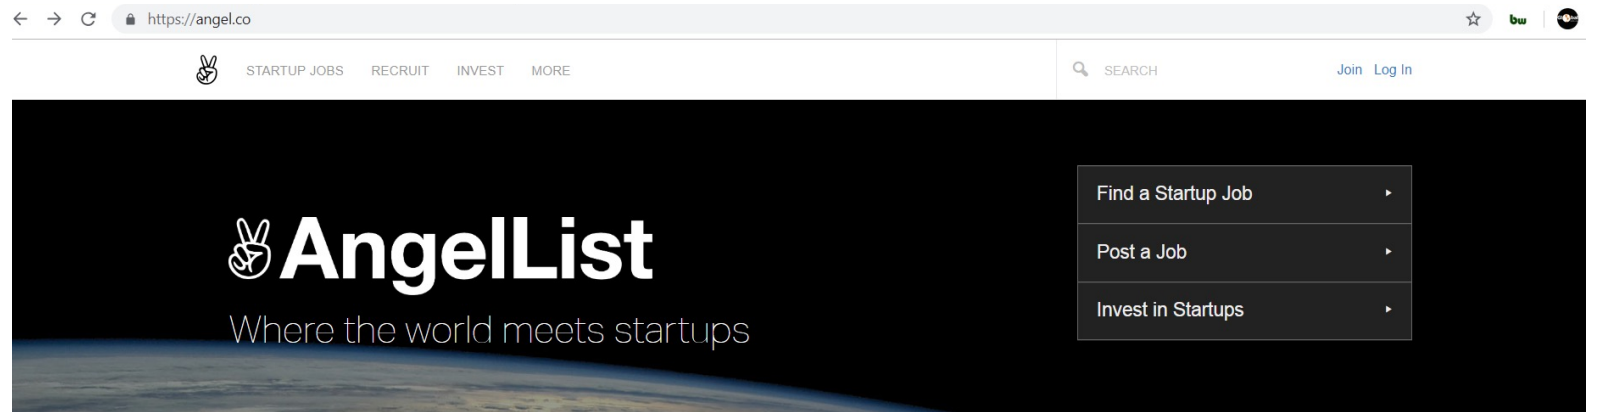 https://angel.co
bw
STARTUP JOBS RECRUIT INVEST MORE
SEARCH
Join Log In
AngelList
Where the world meets startups
Find a Startup Job
Post a Job
Invest in Startups